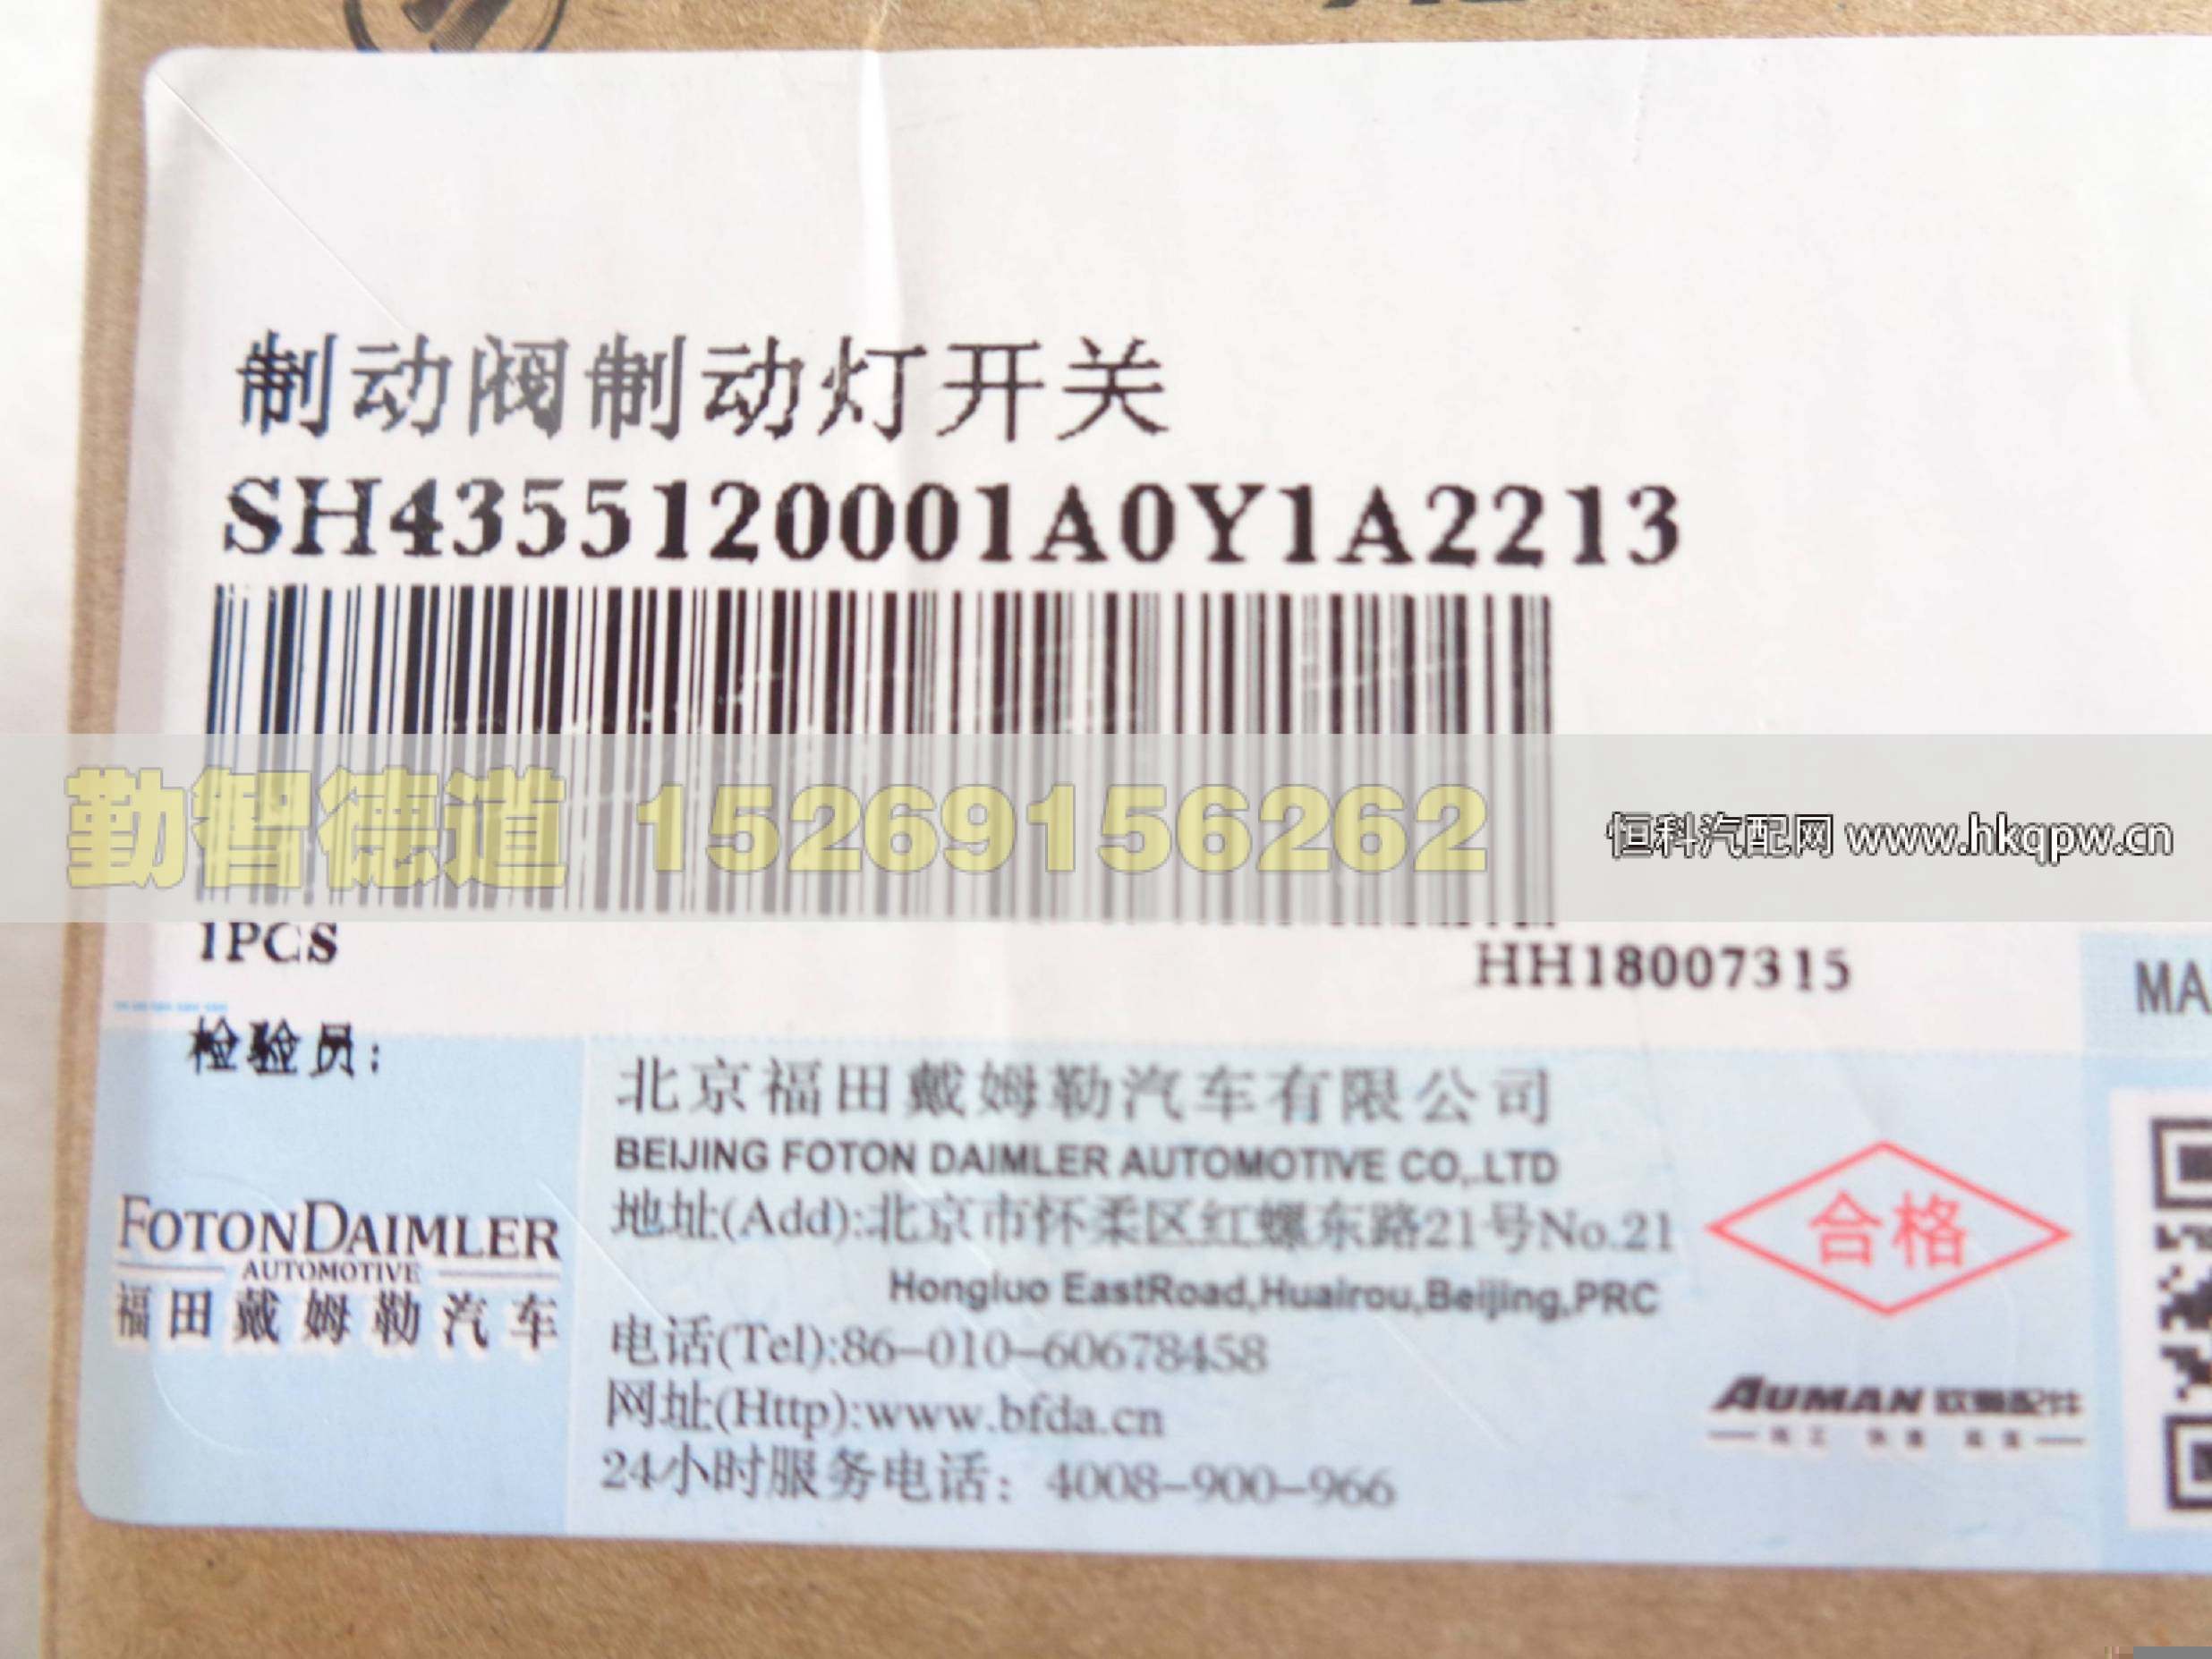 制动阀制动灯开关
SH4355120001A0Y1A2213
勤智德道 15269156262
恒科汽配网 www.hkqpw.cn
1PCS
HH18007315
MA
检验员:
北京福田戴姆勒汽车有限公司
BEIJING FOTON DAIMLER AUTOMOTIVE CO,.LTD
地址(Add):北京市怀柔区红螺东路21号No.21
Hongluo EastRoad,Huairou,Beijing,PRC
电话(Tel):86-010-60678458
网址(Http):www.bfda.cn
24小时服务电话：4008-900-966
FOTONDAIMLER
AUTOMOTIVE
福田戴姆勒汽车
合格
AUMAN 欧曼配件